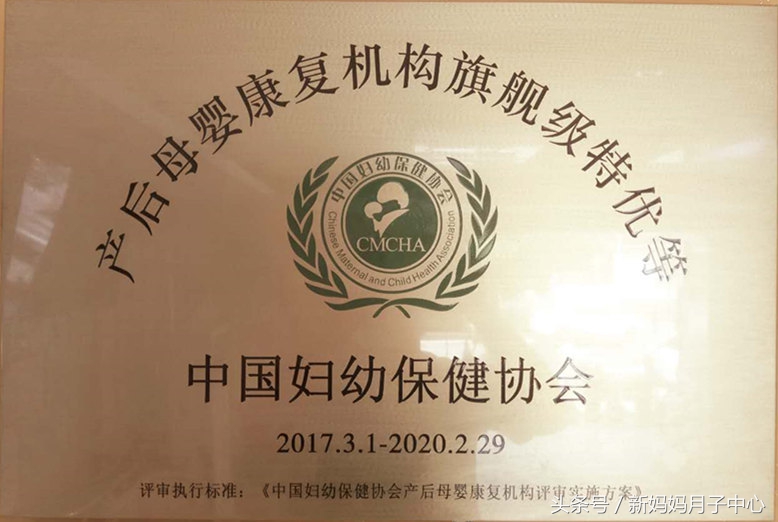 产后母婴康复机构旗舰级特优等
中国妇幼保健协会
CMCHA
Chinese Maternal and Child Health Association
中国妇幼保健协会
2017.3.1-2020.2.29
评审执行标准：《中国妇幼保健协会产后母婴康复机构评审实施方案》
头条号 / 新妈妈月子中心